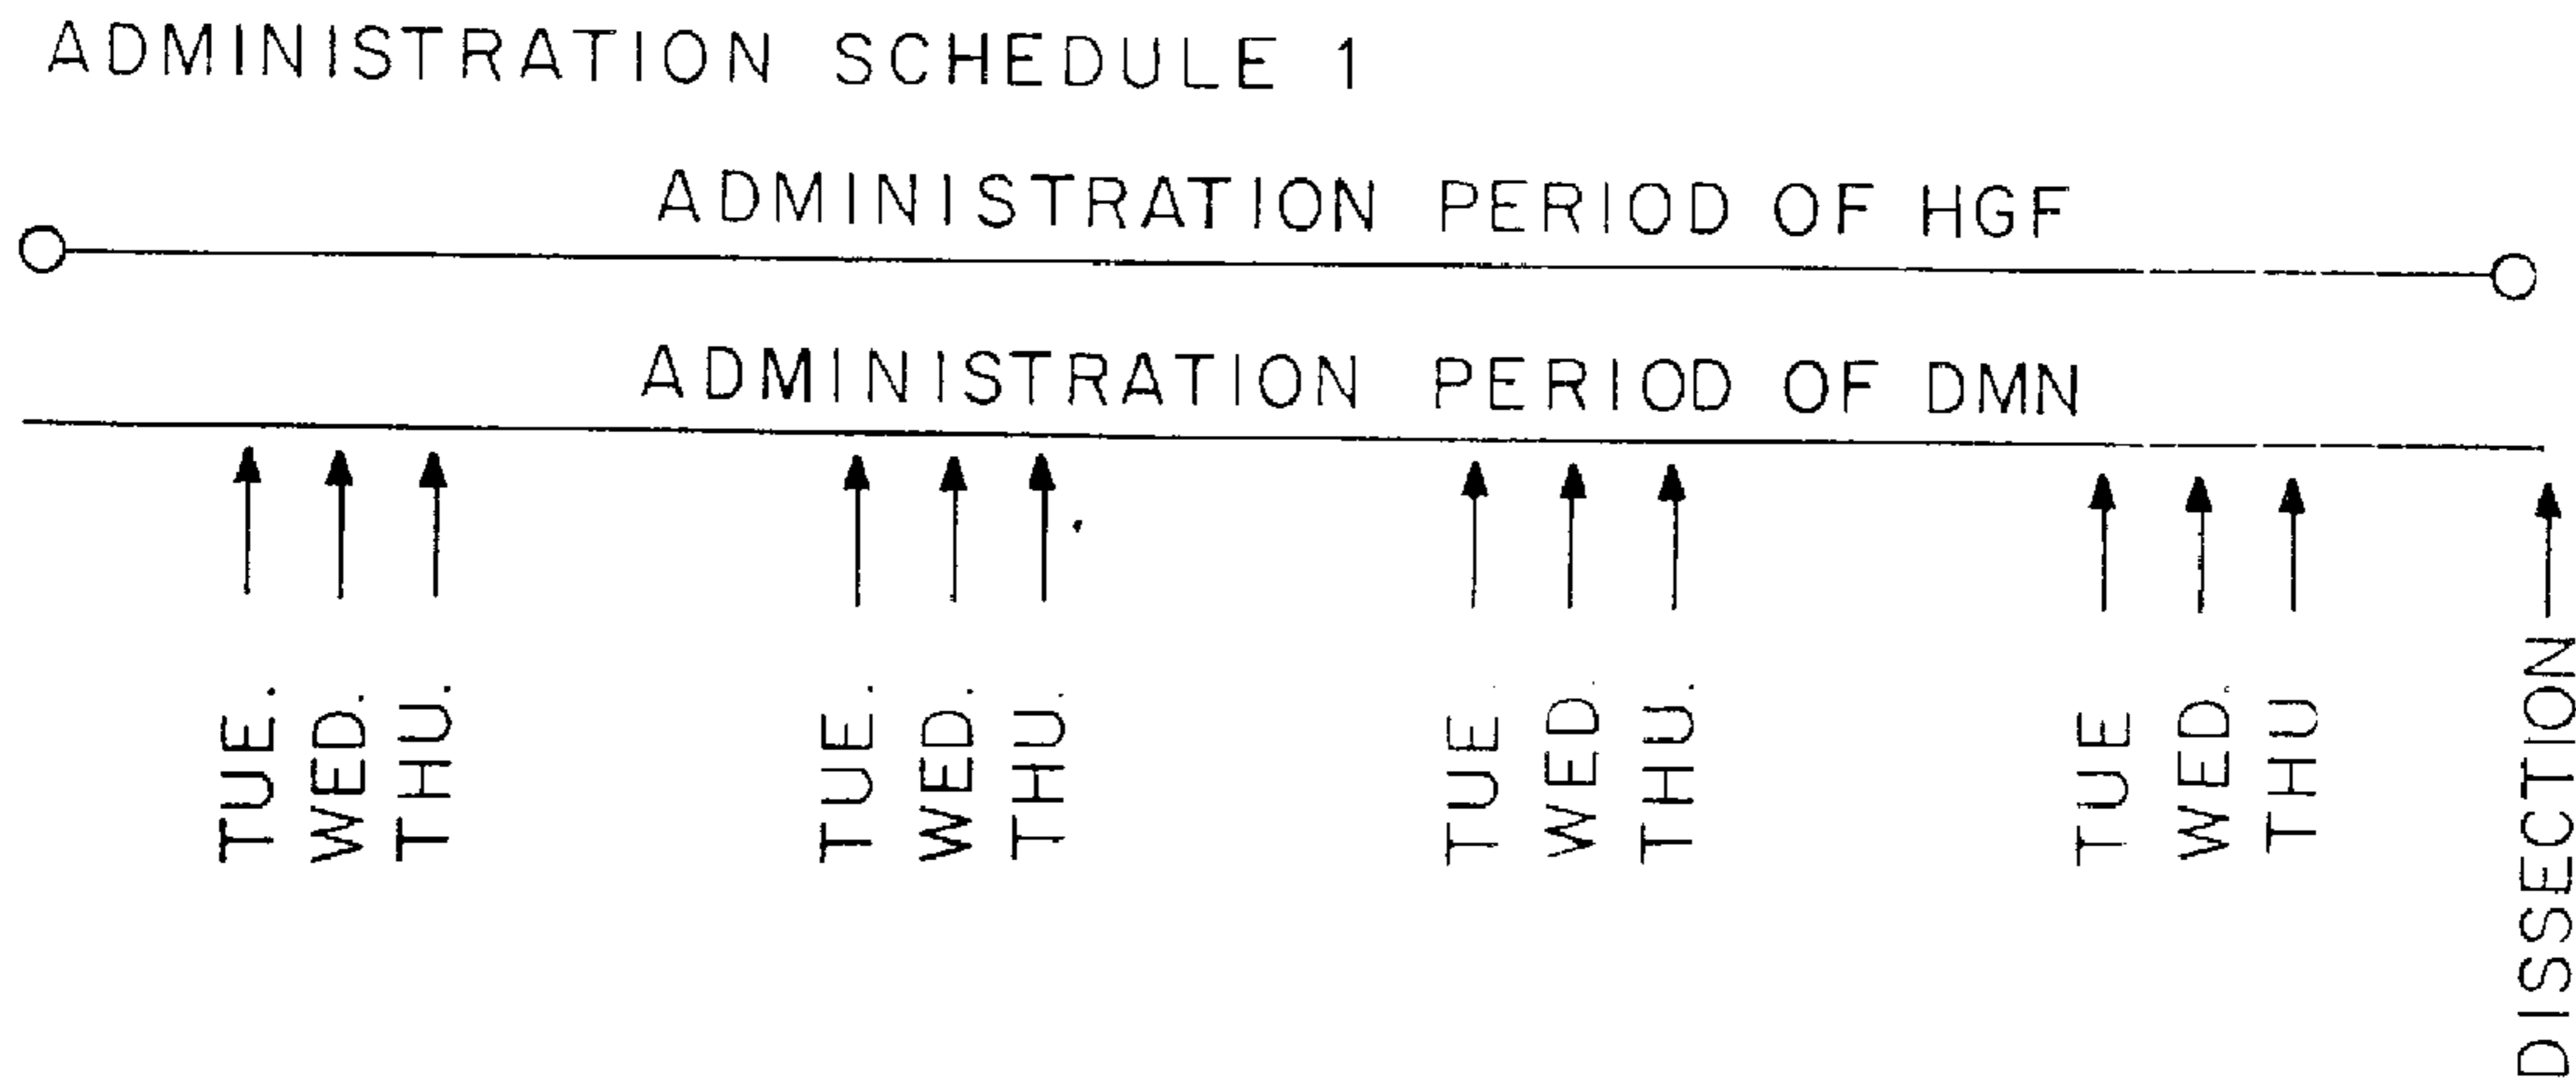 ADMINISTRATION SCHEDULE 1
ADMINISTRATION PERIOD OF HGF
ADMINISTRATION PERIOD OF DMN
TUE.
WED.
THU.
TUE.
WED.
THU.
TUE.
WED.
THU.
TUE
WED.
THU
DISSECTION